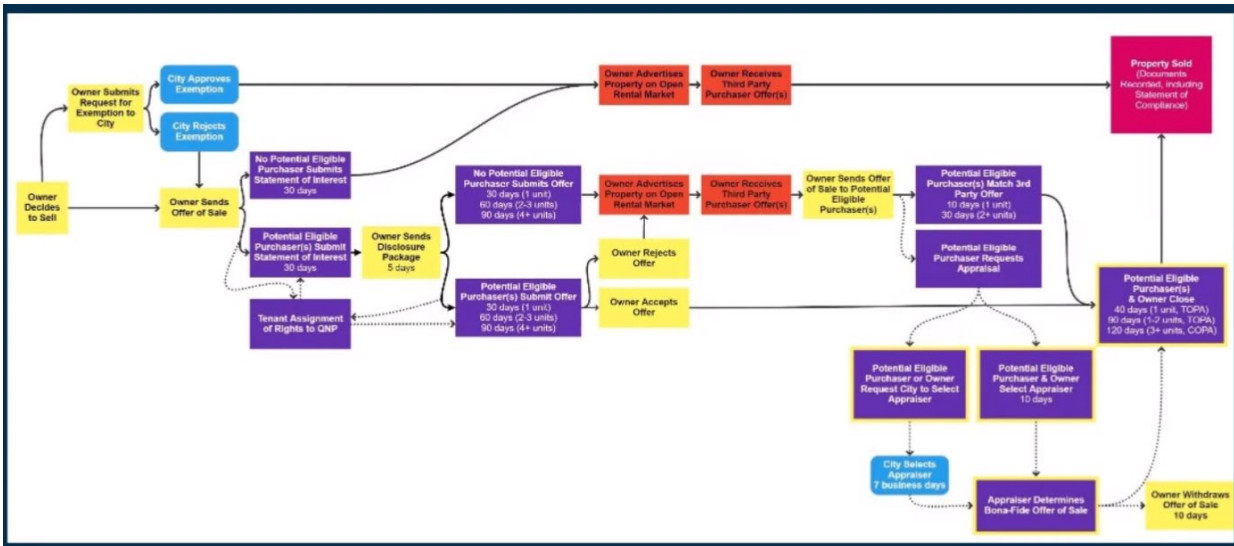 Owner
Decides
to Sell
Owner Submits
Request for
Exemption to
City
City Approves
Exemption
City Rejects
Exemption
Owner Sends
Offer of Sale
No Potential Eligible
Purchaser Submits
Statement of Interest
30 days
Potential Eligible
Purchaser(s) Submit
Statement of Interest
30 days
Tenant Assignment
of Rights to QNP
Owner Sends
Disclosure
Package
5 days
No Potential Eligible
Purchaser Submits Offer
30 days (1 unit)
60 days (2-3 units)
90 days (4+ units)
Potential Eligible
Purchaser(s) Submit Offer
30 days (1 unit)
60 days (2-3 units)
90 days (4+ units)
Owner Advertises
Property on Open
Rental Market
Owner Receives
Third Party
Purchaser Offer(s)
Owner Advertises
Property on Open
Rental Market
Owner Receives
Third Party
Purchaser Offer(s)
Owner Rejects
Offer
Owner Accepts
Offer
Owner Sends Offer
of Sale to Potential
Eligible
Purchaser(s)
Potential Eligible
Purchaser(s) Match 3rd
Party Offer
10 days (1 unit)
30 days (2+ units)
Potential Eligible
Purchaser Requests
Appraisal
Potential Eligible
Purchaser or Owner
Request City to Select
Appraiser
Potential Eligible
Purchaser & Owner
Select Appraiser
10 days
City Selects
Appraiser
7 business days
Appraiser Determines
Bona-Fide Offer of Sale
Owner Withdraws
Offer of Sale
10 days
Potential Eligible
Purchaser(s)
& Owner Close
40 days (1 unit, TOPA)
90 days (1-2 units, TOPA)
120 days (3+ units, COPA)
Property Sold
(Documents
Recorded, including
Statement of
Compliance)